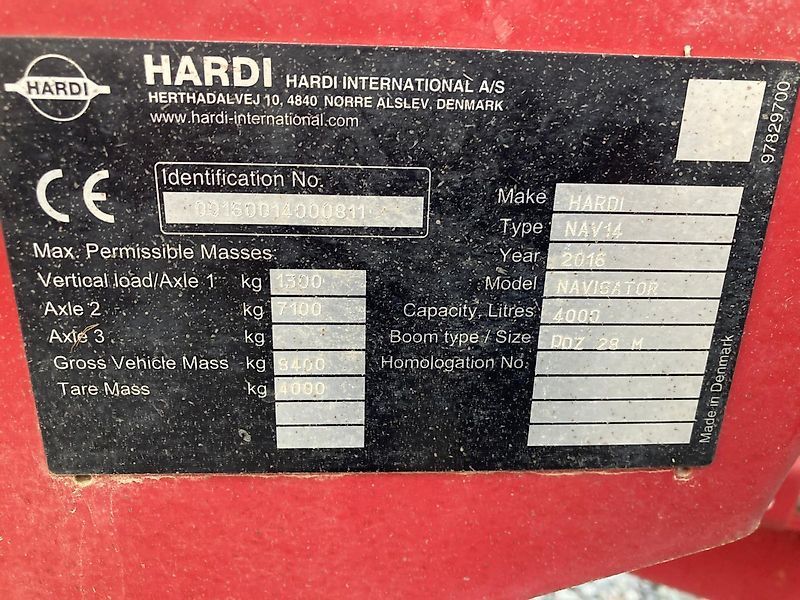 HARDI
HARDI HARDI INTERNATIONAL A/S
HERTHADALVEJ 10, 4840 NORRE ALSLEV, DENMARK
www.hardi-international.com
97829700
CE
Identification No.
00160014000811
Max. Permissible Masses:
Vertical load/Axle 1 kg 1300
Axle 2 kg 7100
Axle 3 kg
Gross Vehicle Mass kg 8400
Tare Mass kg 4000
Make HARDI
Type NAV14
Year 2016
Model NAVIGATOR
Capacity, Litres 4000
Boom type / Size DDZ 28 M
Homologation No.
Made in Denmark